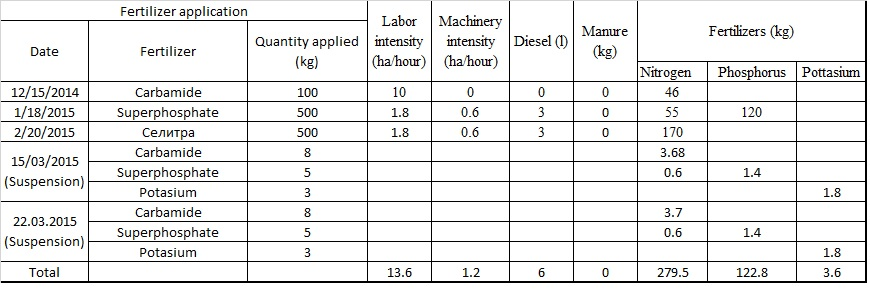 Fertilizer application Labor intensity (ha/hour) Machinery intensity (ha/hour) Diesel (l) Manure (kg) Fertilizers (kg)
Date Fertilizer Quantity applied (kg) Nitrogen Phosphorus Pottasium
12/15/2014 Carbamide 100 10 0 0 0 46
1/18/2015 Superphosphate 500 1.8 0.6 3 0 55 120
2/20/2015 Селитра 500 1.8 0.6 3 0 170
15/03/2015 (Suspension) Carbamide 8 3.68
Superphosphate 5 0.6 1.4
Potasium 3 1.8
22.03.2015 (Suspension) Carbamide 8 3.7
Superphosphate 5 0.6 1.4
Potasium 3 1.8
Total 13.6 1.2 6 0 279.5 122.8 3.6